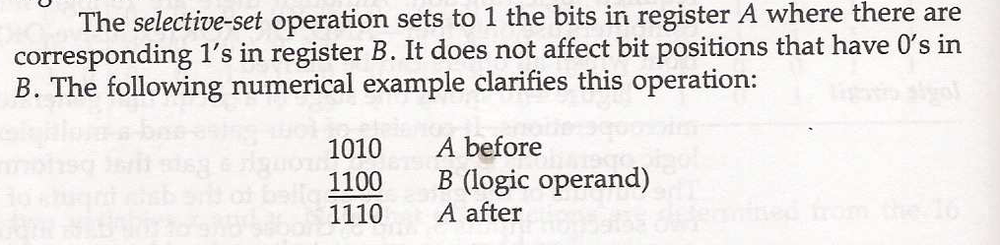 The selective-set operation sets to 1 the bits in register A where there are
corresponding 1's in register B. It does not affect bit positions that have 0's in
B. The following numerical example clarifies this operation:
1010 A before
1100 B (logic operand)
1110 A after